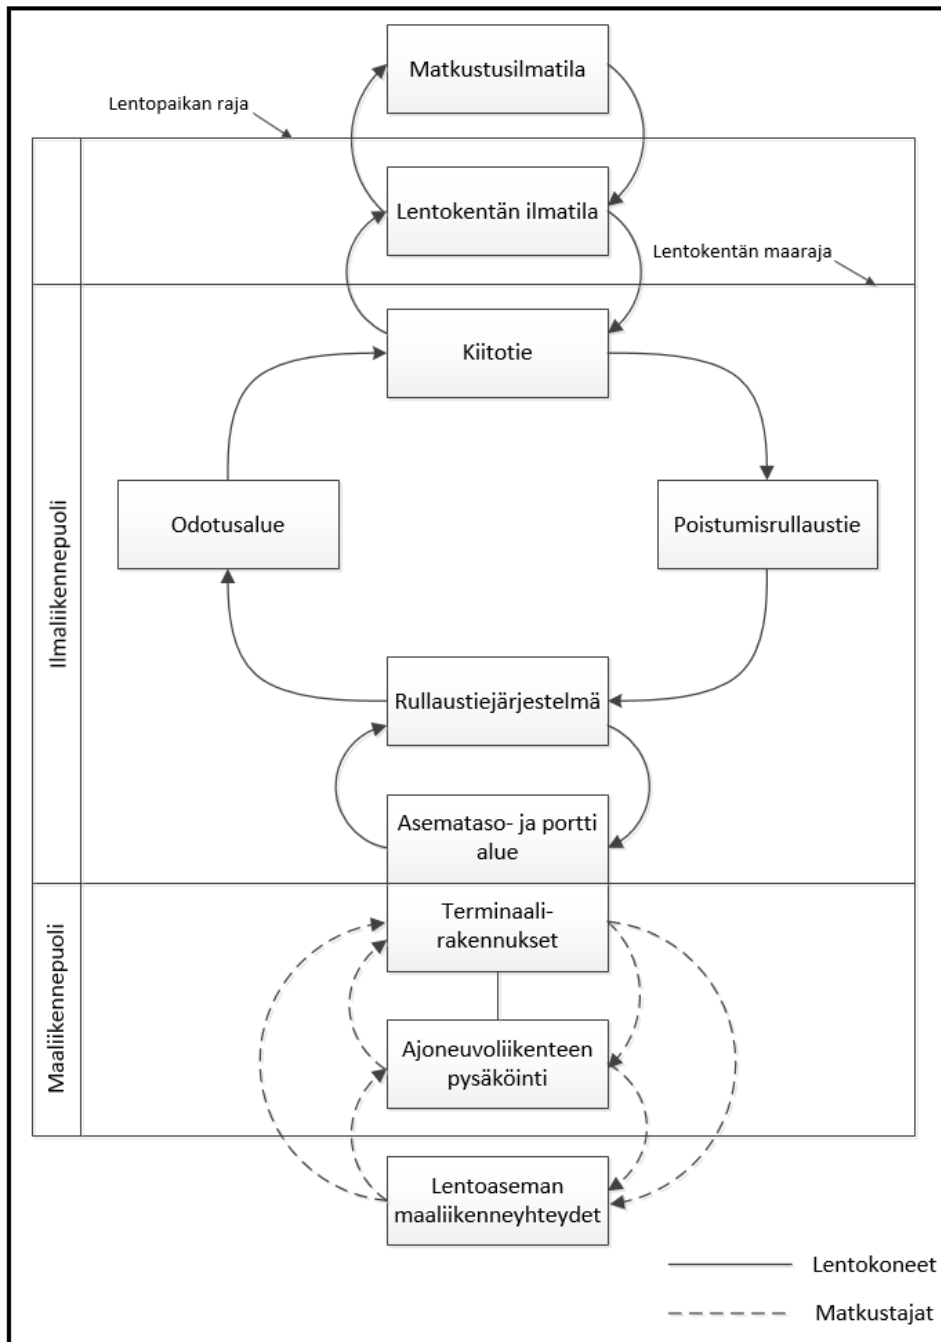 Matkustusilmatila
Lentopaikan raja
Lentokentän ilmatila
Lentokentän maaraja
Kiitotie
Odotusalue
Poistumisrullaustie
Ilmaliikennepuoli
Rullaustiejärjestelmä
Asemataso- ja portti
alue
Maaliikennepuoli
Terminaali-
rakennukset
Ajoneuvoliikenteen
pysäköinti
Lentoaseman
maaliikenneyhteydet
Lentokoneet
Matkustajat